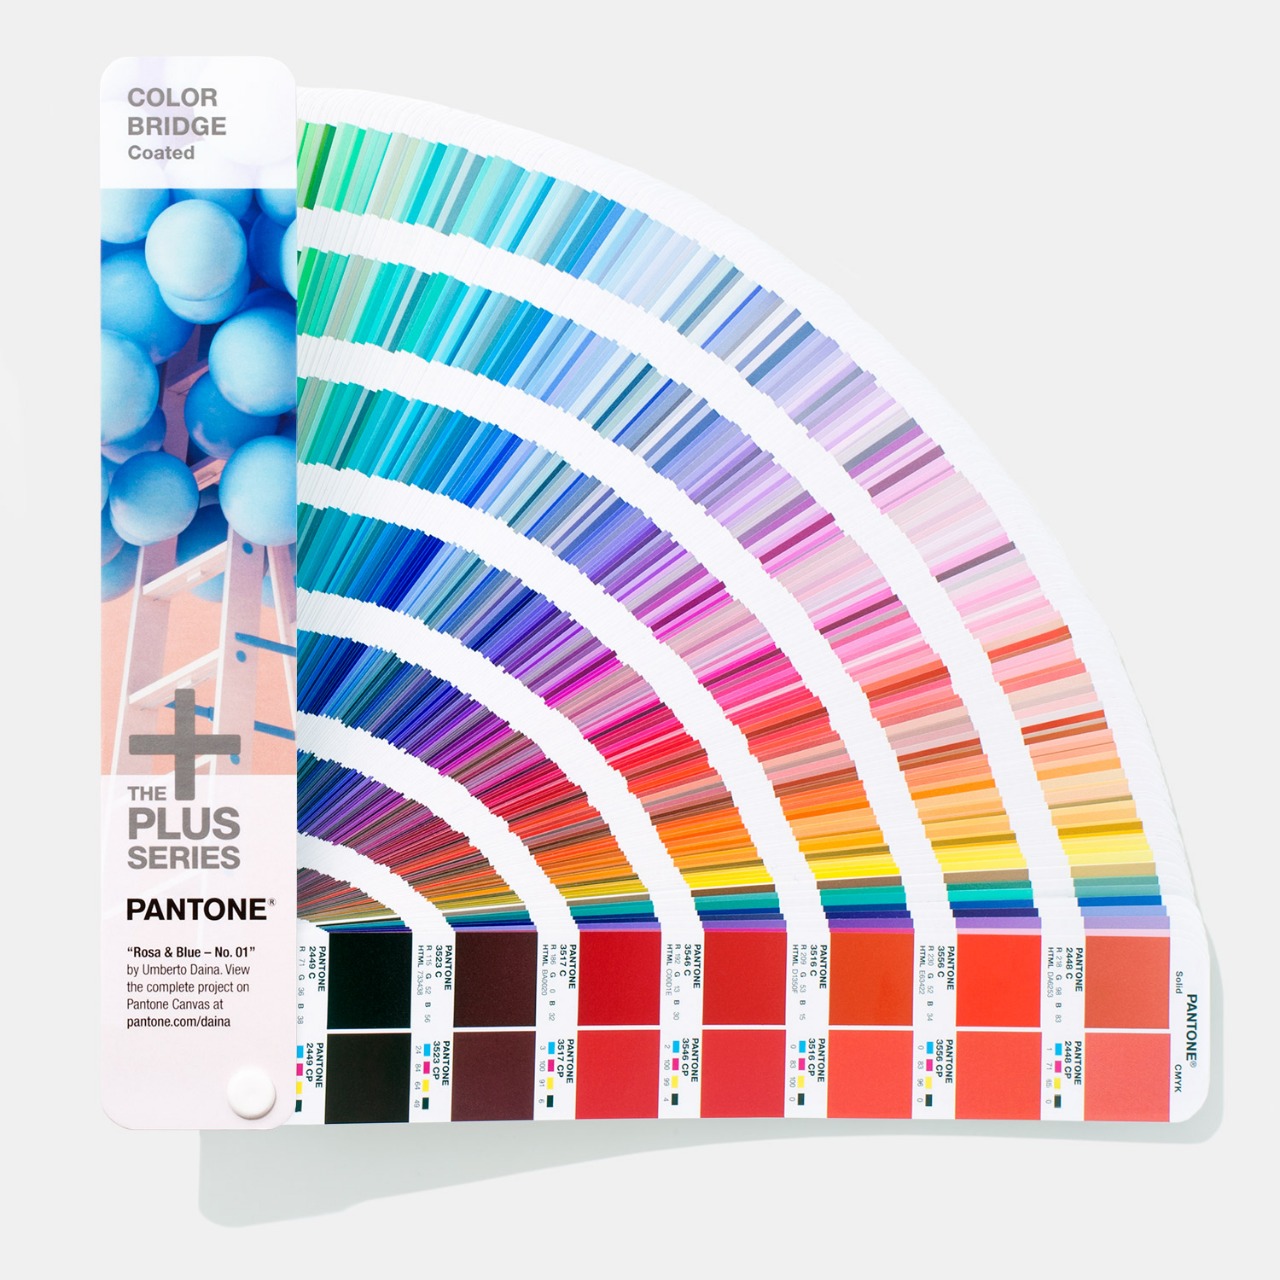 COLOR
BRIDGE
Coated
THE
PLUS
SERIES
PANTONE®
“Rosa & Blue – No. 01”
by Umberto Daina. View
the complete project on
Pantone Canvas at
pantone.com/daina
PANTONE
2449 C
R 71 G 36 B 38
PANTONE
2449 CP
PANTONE
3523 C
R 115 G 52 B 56
HTML 733438
PANTONE
3523 CP
24 84 64 49
PANTONE
3517 C
R 186 G 0 B 32
HTML BA0020
PANTONE
3517 CP
3 100 91 6
PANTONE
3546 C
R 192 G 13 B 30
HTML C00D1E
PANTONE
3546 CP
2 100 99 4
PANTONE
3516 C
R 209 G 53 B 15
HTML D1350F
PANTONE
3516 CP
0 83 100 0
PANTONE
3556 C
R 230 G 52 B 34
HTML E63422
PANTONE
3556 CP
0 83 96 0
PANTONE
2448 C
R 218 G 98 B 83
HTML DA6253
PANTONE
2448 CP
1 71 65 0
PANTONE®
Solid
CMYK